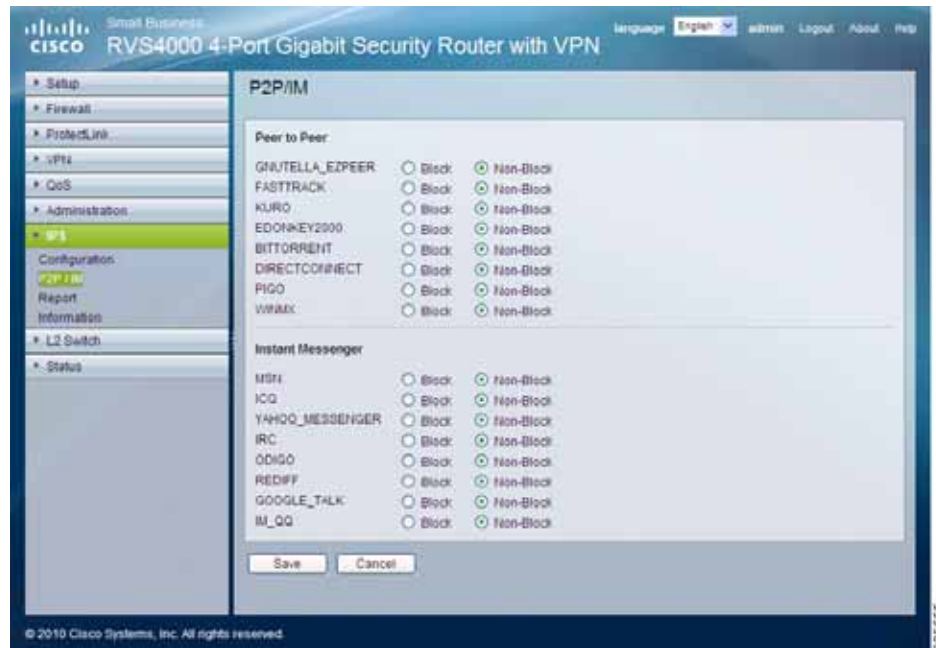 Small Business
cisco RVS4000 4-Port Gigabit Security Router with VPN
language English admin Logout About Help
Setup
Firewall
ProtectLink
VPN
QoS
Administration
IPS
Configuration
P2P / IM
Report
Information
L2 Switch
Status
P2P/IM
Peer to Peer
GNUTELLA_EZPEER Block Non-Block
FASTTRACK Block Non-Block
KURO Block Non-Block
EDONKEY2000 Block Non-Block
BITTORRENT Block Non-Block
DIRECTCONNECT Block Non-Block
PIGO Block Non-Block
WINMX Block Non-Block
Instant Messenger
MSN Block Non-Block
ICQ Block Non-Block
YAHOO_MESSENGER Block Non-Block
IRC Block Non-Block
ODIGO Block Non-Block
REDIFF Block Non-Block
GOOGLE_TALK Block Non-Block
IM_QQ Block Non-Block
Save Cancel
© 2010 Cisco Systems, Inc. All rights reserved.